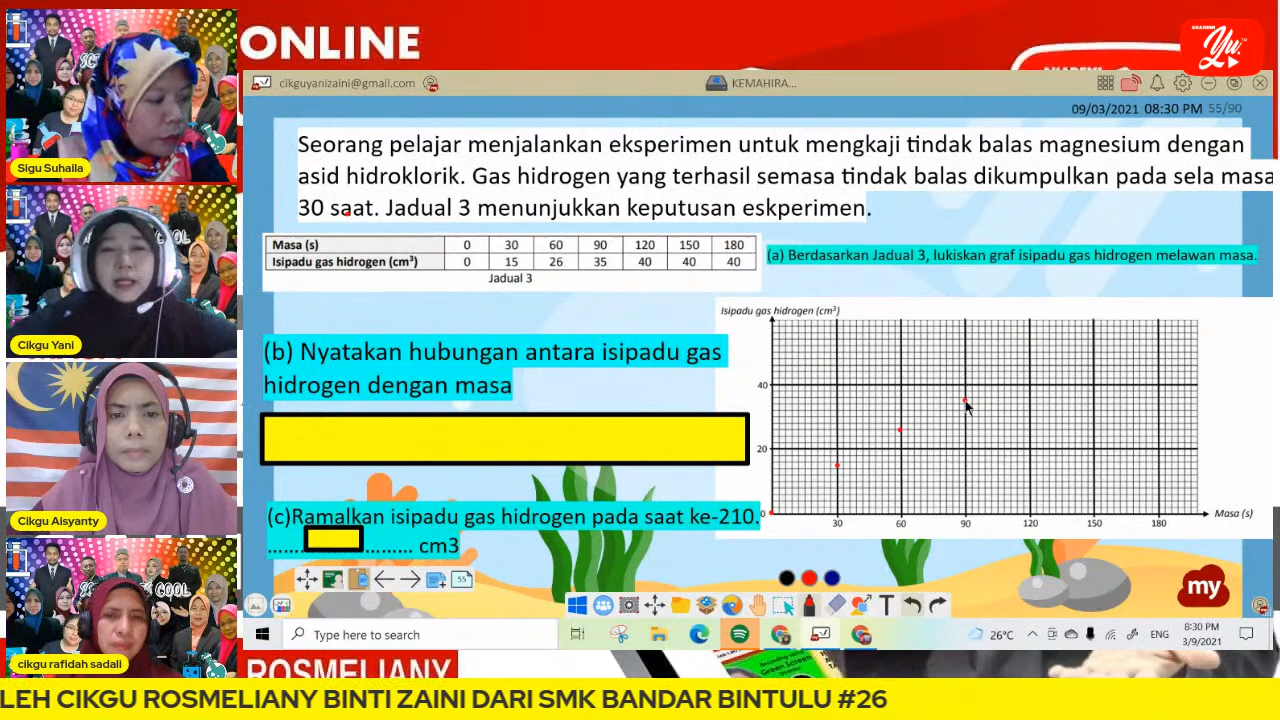 ONLINE
AKADEMI
Yu
cikguyanizaini@gmail.com
KEMAHIRA...
09/03/2021 08:30 PM 55/90
Seorang pelajar menjalankan eksperimen untuk mengkaji tindak balas magnesium dengan
asid hidroklorik. Gas hidrogen yang terhasil semasa tindak balas dikumpulkan pada sela masa
30 saat. Jadual 3 menunjukkan keputusan eskperimen.
Masa (s) 0 30 60 90 120 150 180
Isipadu gas hidrogen (cm³) 0 15 26 35 40 40 40
Jadual 3
(a) Berdasarkan Jadual 3, lukiskan graf isipadu gas hidrogen melawan masa.
(b) Nyatakan hubungan antara isipadu gas
hidrogen dengan masa
Isipadu gas hidrogen (cm³)
40
20
0
30 60 90 120 150 180 Masa (s)
(c)Ramalkan isipadu gas hidrogen pada saat ke-210.
.................... cm3
55
T
my
Type here to search
26°C
ENG
8:30 PM
3/9/2021
Sigu Suhaila
Cikgu Yani
Cikgu Aisyanty
cikgu rafidah sadali
ROSMELIANY
LEH CIKGU ROSMELIANY BINTI ZAINI DARI SMK BANDAR BINTULU #26